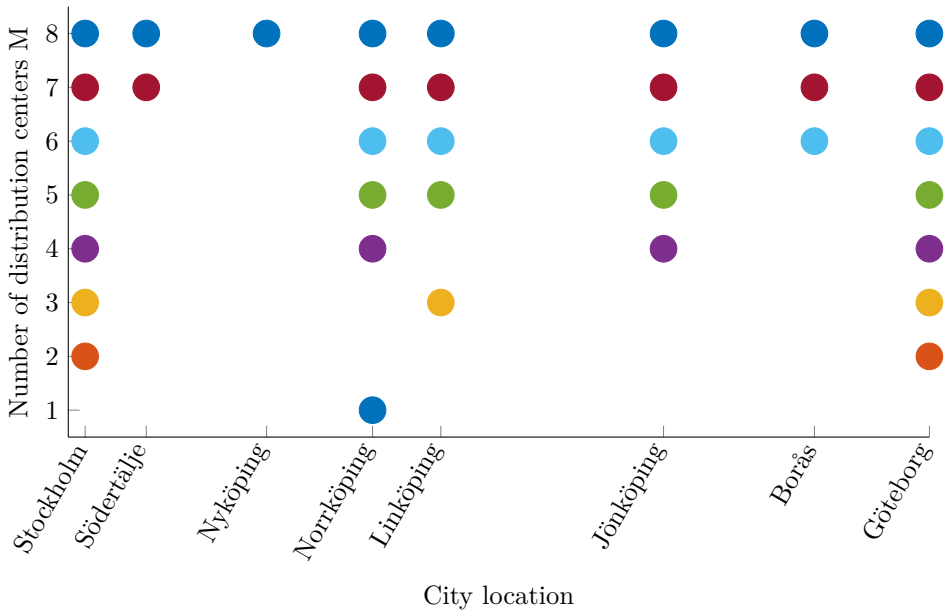 Number of distribution centers M
8
7
6
5
4
3
2
1
Stockholm
Södertälje
Nyköping
Norrköping
Linköping
Jönköping
Borås
Göteborg
City location